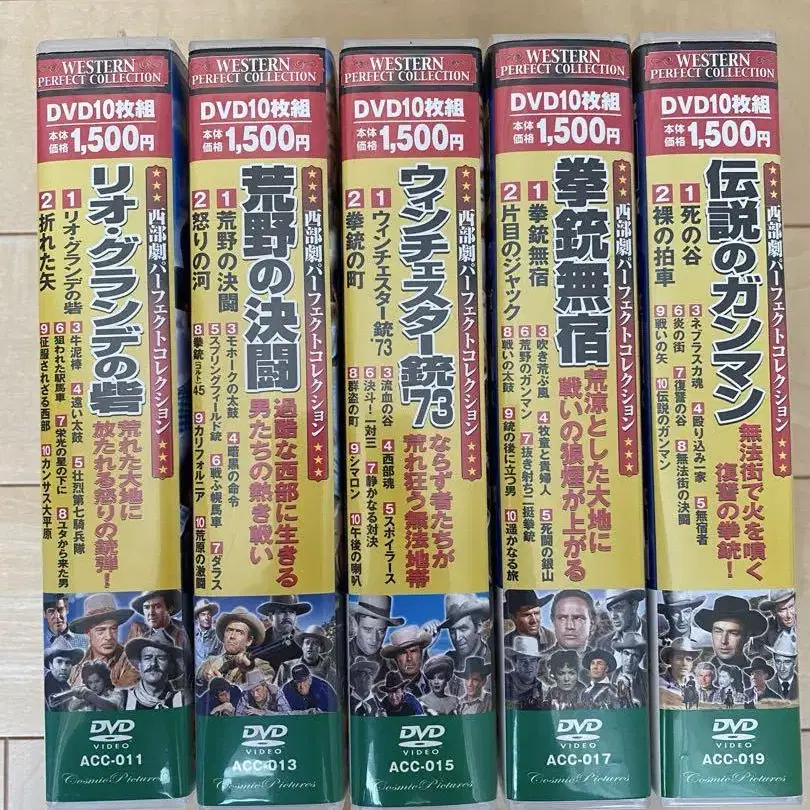 WESTERN
PERFECT COLLECTION
DVD10枚組
本体価格 1,500円
西部劇パーフェクトコレクション
リオ・グランデの砦
荒れた大地に
放たれる怒りの銃弾!
1 リオ・グランデの砦
2 折れた矢
3 牛泥棒
4 遠い太鼓
5 壮烈第七騎兵隊
6 狙われた駅馬車
7 栄光の星の下に
8 ユタから来た男
9 征服されざる西部
10 カンサス大平原
DVD
VIDEO
ACC-011
Cosmic Pictures
WESTERN
PERFECT COLLECTION
DVD10枚組
本体価格 1,500円
西部劇パーフェクトコレクション
荒野の決闘
過酷な西部に生きる
男たちの熱き戦い
1 荒野の決闘
2 怒りの河
3 モホークの太鼓
4 暗黒の命令
5 スプリングフィールド銃
6 戦う幌馬車
7 ダラス
8 拳銃コルト45
9 カリフォルニア
10 荒原の激闘
DVD
VIDEO
ACC-013
Cosmic Pictures
WESTERN
PERFECT COLLECTION
DVD10枚組
本体価格 1,500円
西部劇パーフェクトコレクション
ウィンチェスター銃'73
ならず者たちが
荒れ狂う無法地帯
1 ウィンチェスター銃'73
2 拳銃の町
3 流血の谷
4 西部魂
5 スポイラース
6 決斗!一対三
7 静かなる対決
8 群盗の町
9 シマロン
10 午後の喇叭
DVD
VIDEO
ACC-015
Cosmic Pictures
WESTERN
PERFECT COLLECTION
DVD10枚組
本体価格 1,500円
西部劇パーフェクトコレクション
拳銃無宿
荒涼とした大地に
戦いの狼煙が上がる
1 拳銃無宿
2 片目のジャック
3 吹き荒ぶ風
4 牧童と貴婦人
5 死闘の銀山
6 荒野のガンマン
7 抜き射ち二挺拳銃
8 戦いの太鼓
9 銃の後に立つ男
10 遥かなる旅
DVD
VIDEO
ACC-017
Cosmic Pictures
WESTERN
PERFECT COLLECTION
DVD10枚組
本体価格 1,500円
西部劇パーフェクトコレクション
伝説のガンマン
無法街で火を噴く
復讐の拳銃!
1 死の谷
2 裸の拍車
3 ネブラスカ魂
4 殴り込み一家
5 無宿者
6 炎の街
7 復讐の谷
8 無法街の決闘
9 戦いの矢
10 伝説のガンマン
DVD
VIDEO
ACC-019
Cosmic Pictures